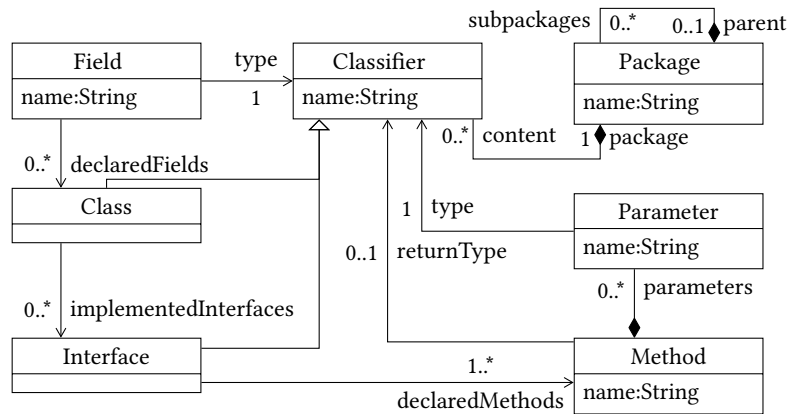 subpackages 0..* 0..1 parent
Field type Classifier Package
name:String 1 name:String name:String
0..* content 1 package
0..* declaredFields
Class 1 type Parameter
0..1 returnType name:String
0..* implementedInterfaces 0..* parameters
Interface 1..* Method
declaredMethods name:String